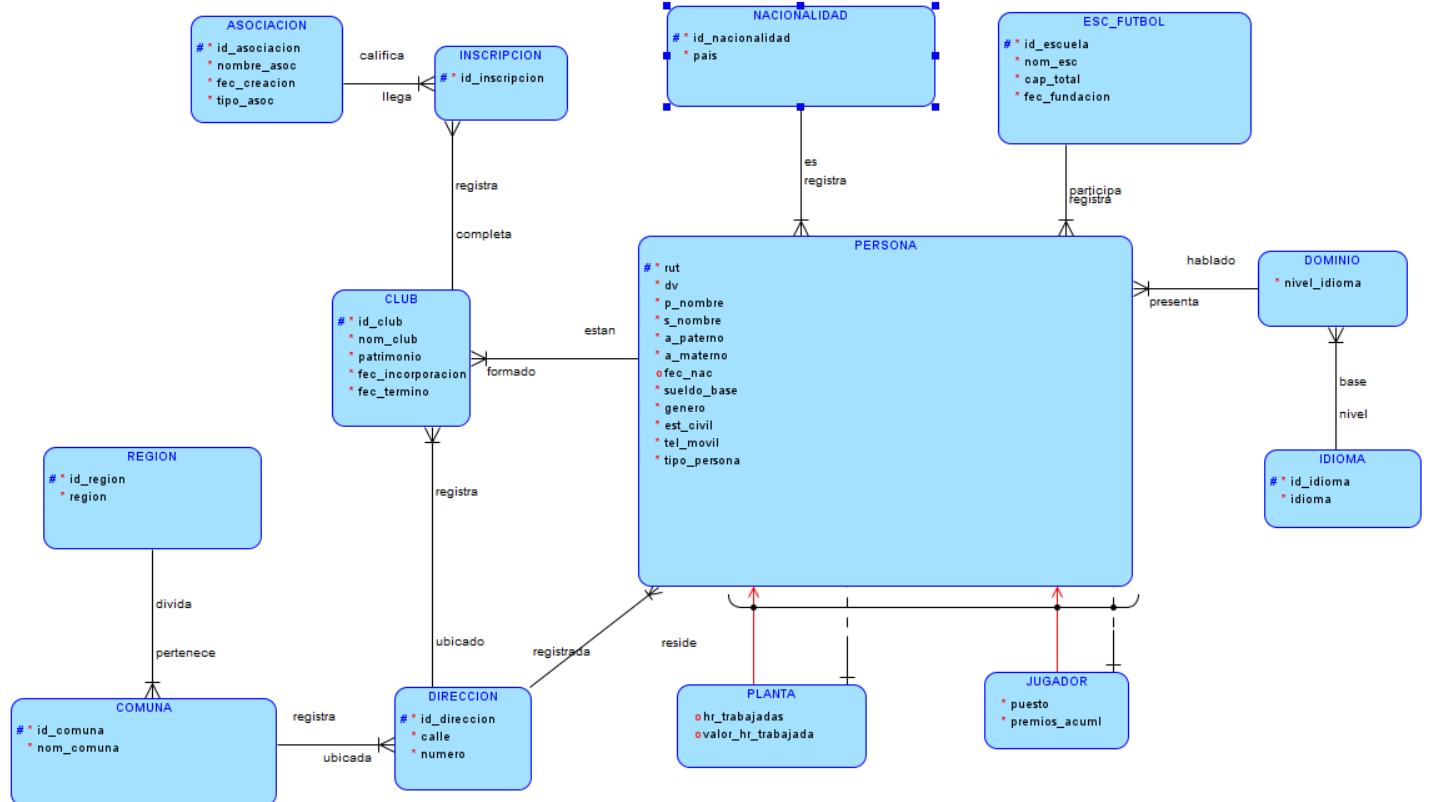 ASOCIACION
# * id_asociacion
* nombre_asoc
* fec_creacion
* tipo_asoc
califica
llega
INSCRIPCION
# * id_inscripcion
NACIONALIDAD
# * id_nacionalidad
* pais
ESC_FUTBOL
# * id_escuela
* nom_esc
* cap_total
* fec_fundacion
registra
completa
es
registra
participa
registra
PERSONA
# * rut
* dv
* p_nombre
* s_nombre
* a_paterno
* a_materno
o fec_nac
* sueldo_base
* genero
* est_civil
* tel_movil
* tipo_persona
hablado
presenta
DOMINIO
* nivel_idioma
base
nivel
IDIOMA
# * id_idioma
* idioma
CLUB
# * id_club
* nom_club
* patrimonio
* fec_incorporacion
* fec_termino
estan
formado
REGION
# * id_region
* region
registra
ubicado
divida
pertenece
registrada
reside
COMUNA
# * id_comuna
* nom_comuna
registra
ubicada
DIRECCION
# * id_direccion
* calle
* numero
PLANTA
o hr_trabajadas
o valor_hr_trabajada
JUGADOR
* puesto
* premios_acuml